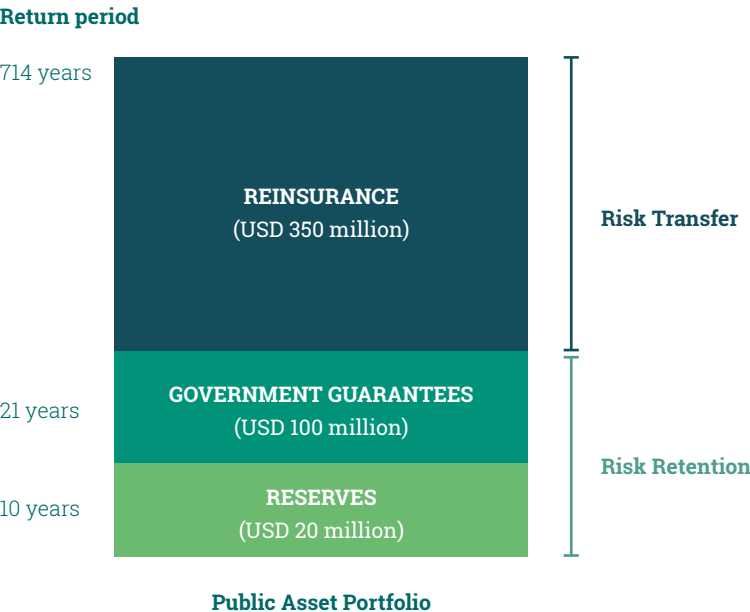 Return period
714 years
REINSURANCE
(USD 350 million)
Risk Transfer
GOVERNMENT GUARANTEES
21 years
(USD 100 million)
Risk Retention
RESERVES
10 years
(USD 20 million)
Public Asset Portfolio